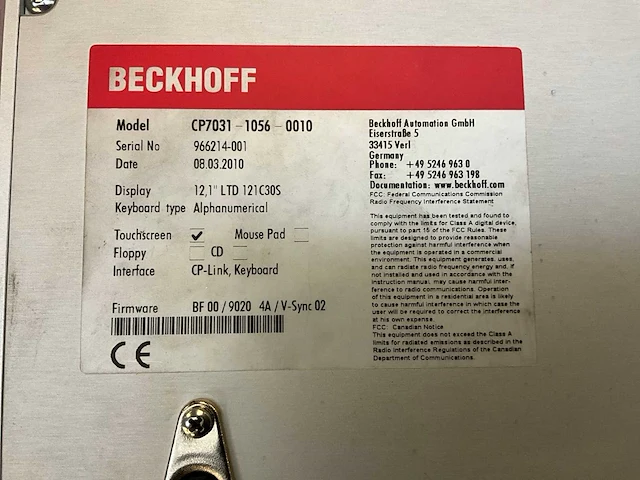 BECKHOFF
Model CP7031-1056-0010
Serial No 966214-001
Date 08.03.2010
Display 12,1" LTD 121C30S
Keyboard type Alphanumerical
Touchscreen ✓ Mouse Pad
Floppy CD
Interface CP-Link, Keyboard
Firmware BF 00 / 9020 4A / V-Sync 02
CE
Beckhoff Automation GmbH
Eiserstraße 5
33415 Verl
Germany
Phone: +49 5246 963 0
Fax: +49 5246 963 198
Documentation: www.beckhoff.com
FCC: Federal Communications Commission
Radio Frequency Interference Statement
This equipment has been tested and found to
comply with the limits for Class A digital device,
pursuant to part 15 of the FCC Rules. These
limits are designed to provide reasonable
protection against harmful interference when
the equipment is operated in a commercial
environment. This equipment generates, uses,
and can radiate radio frequency energy and, if
not installed and used in accordance with the
instruction manual, may cause harmful inter-
ference to radio communications. Operation
of this equipment in a residential area is likely
to cause harmful interference in which case the
user will be required to correct the interference
at his own expense.
FCC: Canadian Notice
This equipment does not exceed the Class A
limits for radiated emissions as described in the
Radio Interference Regulations of the Canadian
Department of Communications.